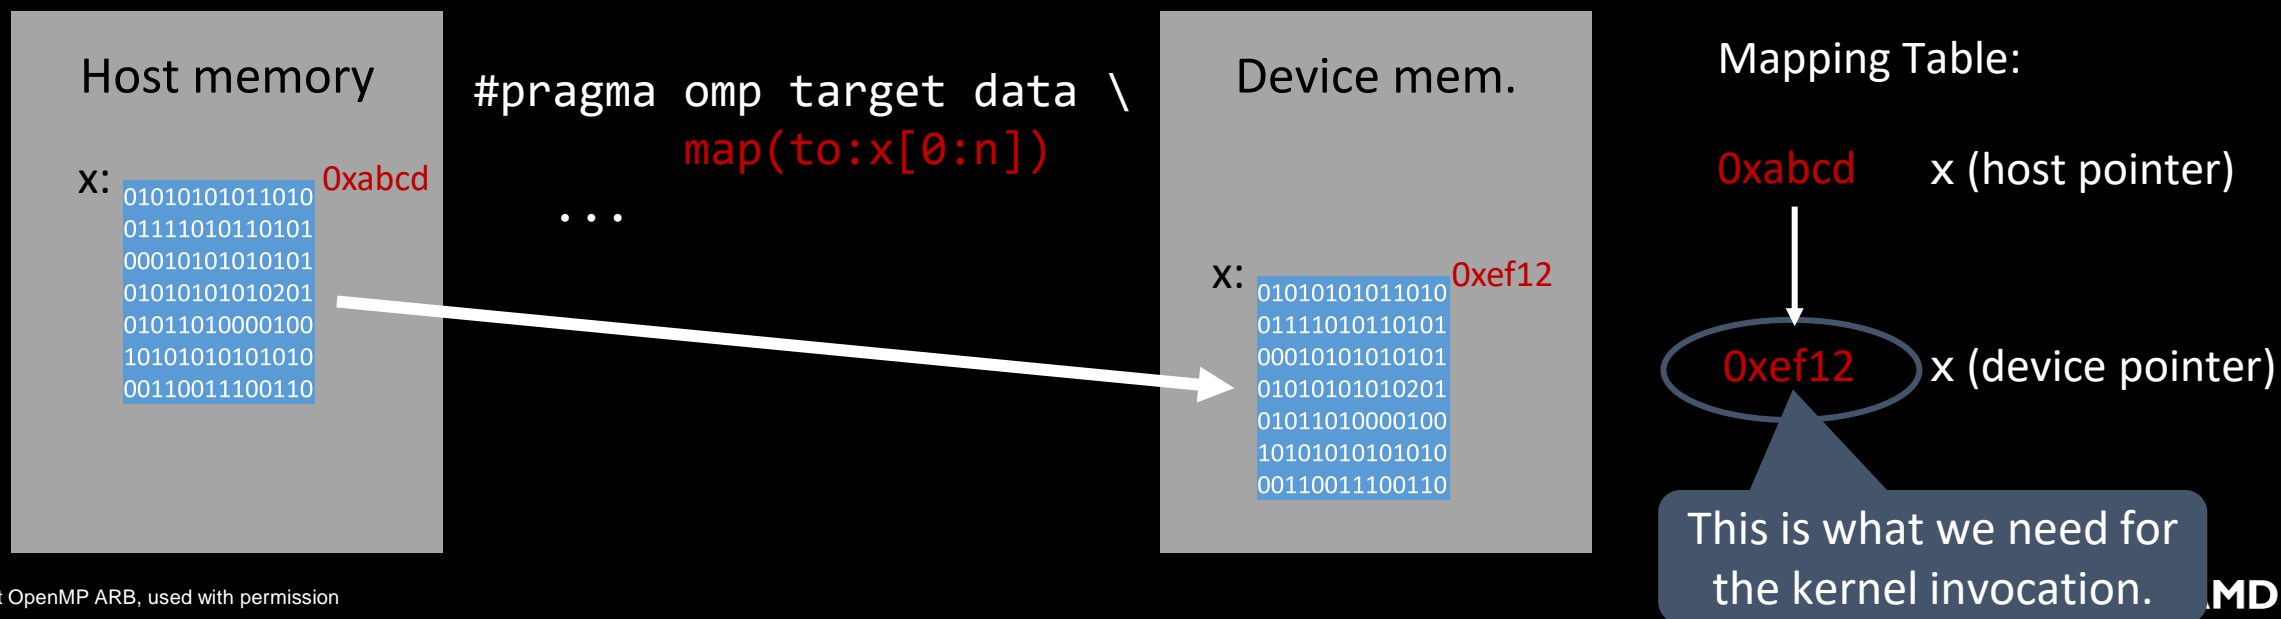 Host memory
x:
0xabcd
01010101011010
01111010110101
00010101010101
01010101010201
01011010000100
10101010101010
00110011100110
#pragma omp target data \
map(to:x[0:n])
...
Device mem.
x:
0xef12
01010101011010
01111010110101
00010101010101
01010101010201
01011010000100
10101010101010
00110011100110
Mapping Table:
0xabcd x (host pointer)
0xef12 x (device pointer)
This is what we need for
the kernel invocation.
t OpenMP ARB, used with permission
MD